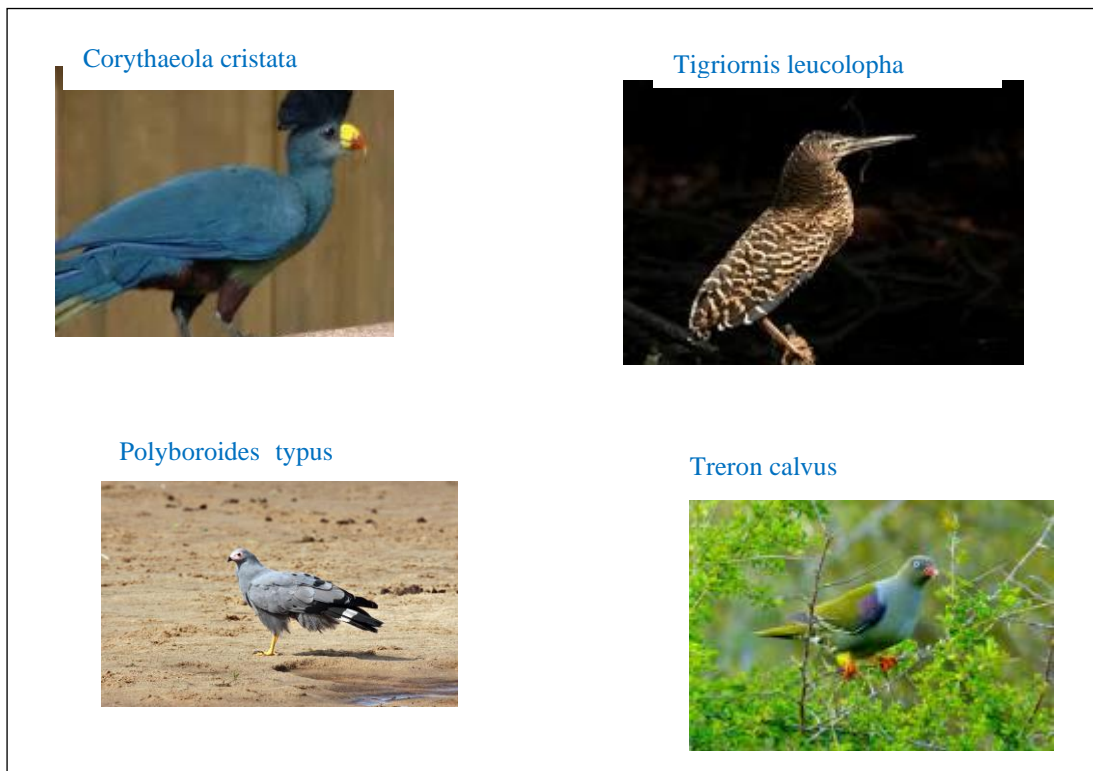 Corythaeola cristata
Tigriornis leucolopha
Polyboroides typus
Treron calvus